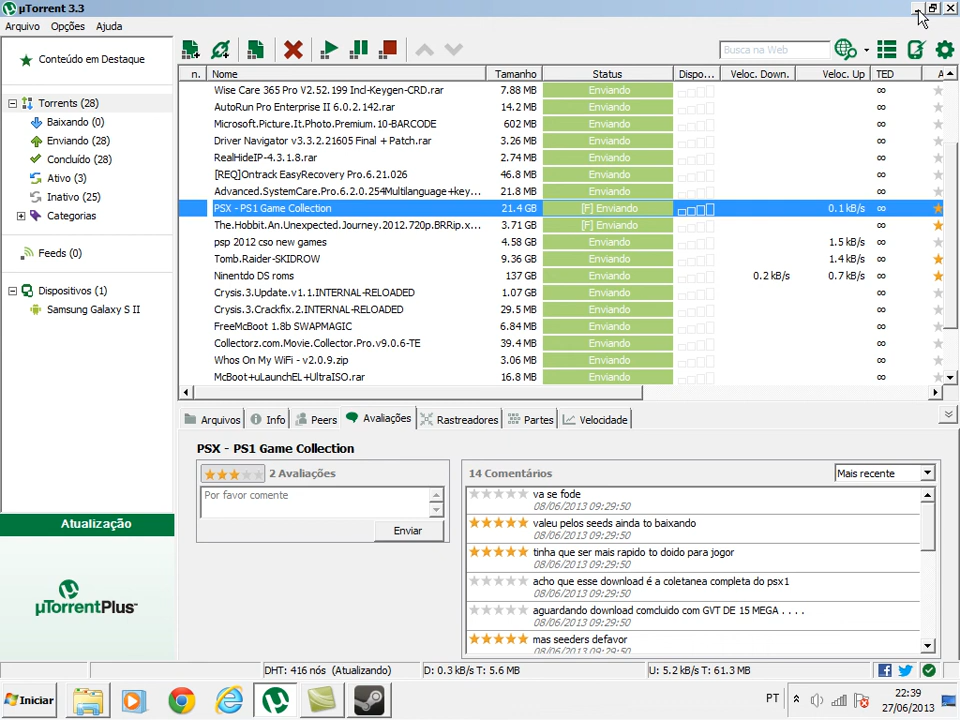 µTorrent 3.3
Arquivo Opções Ajuda
Conteúdo em Destaque
Busca na Web
Torrents (28)
Baixando (0)
Enviando (28)
Concluído (28)
Ativo (3)
Inativo (25)
Categorias
Feeds (0)
Dispositivos (1)
Samsung Galaxy S II
Atualização
µTorrentPlus™
n. Nome Tamanho Status Dispo... Veloc. Down. Veloc. Up TED A
Wise Care 365 Pro V2.52.199 Ind-Keygen-CRD.rar 7.88 MB Enviando ∞
AutoRun Pro Enterprise II 6.0.2.142.rar 14.2 MB Enviando ∞
Microsoft.Picture.It.Photo.Premium.10-BARCODE 602 MB Enviando ∞
Driver Navigator v3.3.2.21605 Final + Patch.rar 3.26 MB Enviando ∞
RealHideIP-4.3.1.8.rar 2.74 MB Enviando ∞
[REQ]Ontrack EasyRecovery Pro.6.21.026 46.8 MB Enviando ∞
Advanced.SystemCare.Pro.6.2.0.254Multilanguage+key... 21.8 MB Enviando ∞
PSX - PS1 Game Collection 21.4 GB [F] Enviando 0.1 kB/s ∞
The.Hobbit.An.Unexpected.Journey.2012.720p.BRRip.x... 3.71 GB [F] Enviando ∞
psp 2012 cso new games 4.58 GB Enviando 1.5 kB/s ∞
Tomb.Raider-SKIDROW 9.36 GB Enviando 1.4 kB/s ∞
Ninentdo DS roms 137 GB Enviando 0.2 kB/s 0.7 kB/s ∞
Crysis.3.Update.v1.1.INTERNAL-RELOADED 1.07 GB Enviando ∞
Crysis.3.Crackfix.2.INTERNAL-RELOADED 29.5 MB Enviando ∞
FreeMcBoot 1.8b SWAPMAGIC 6.84 MB Enviando ∞
Collectorz.com.Movie.Collector.Pro.v9.0.6-TE 39.4 MB Enviando ∞
Whos On My WiFi - v2.0.9.zip 3.06 MB Enviando ∞
McBoot+uLaunchEL+UltraISO.rar 16.8 MB Enviando ∞
Arquivos Info Peers Avaliações Rastreadores Partes Velocidade
PSX - PS1 Game Collection
2 Avaliações
Por favor comente
Enviar
14 Comentários Mais recente
va se fode
08/06/2013 09:29:50
valeu pelos seeds ainda to baixando
08/06/2013 09:29:50
tinha que ser mais rapido to doido para jogor
08/06/2013 09:29:50
acho que esse download é a coletanea completa do psx1
08/06/2013 09:29:50
aguardando download comcluido com GVT DE 15 MEGA . . . .
08/06/2013 09:29:50
mas seeders defavor
08/06/2013 09:29:50
DHT: 416 nós (Atualizando) D: 0.3 kB/s T: 5.6 MB U: 5.2 kB/s T: 61.3 MB
Iniciar
PT
22:39
27/06/2013